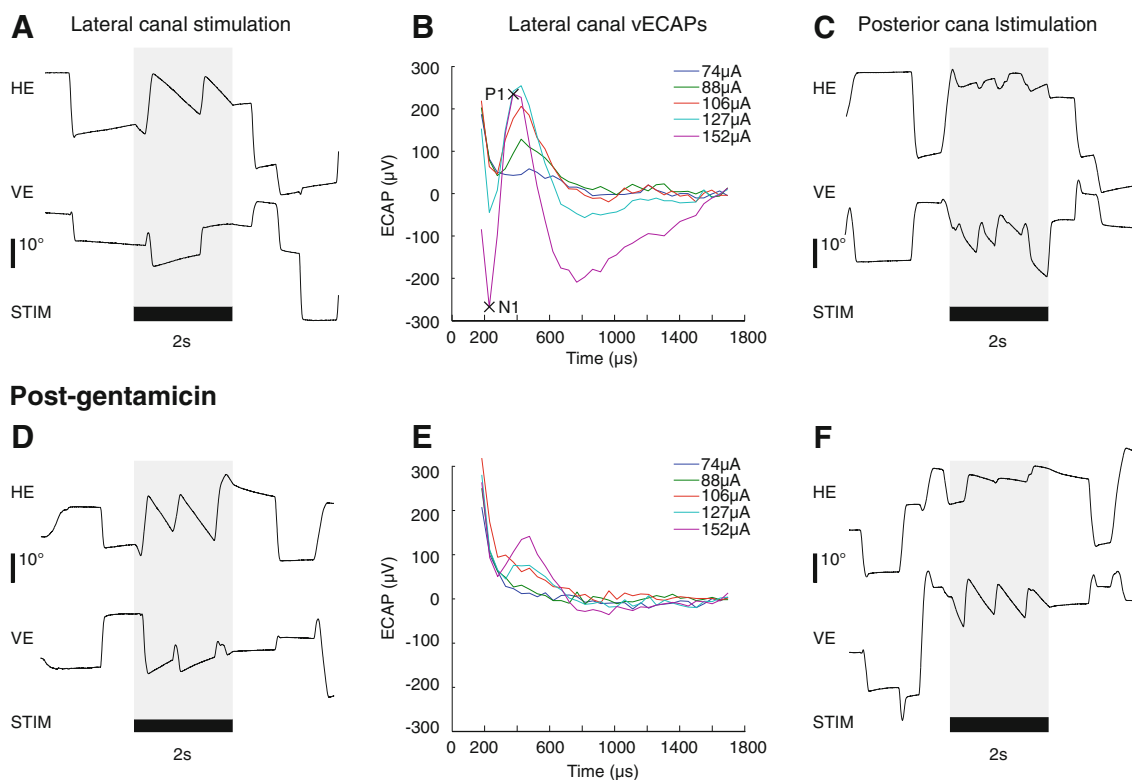 A Lateral canal stimulation
HE
VE
10°
STIM
2s
B Lateral canal vECAPs
300
200
100
0
-100
-200
-300
ECAP (µV)
P1
N1
74µA
88µA
106µA
127µA
152µA
0 200 600 1000 1400 1800
Time (µs)
C Posterior cana lstimulation
HE
VE
10°
STIM
2s
Post-gentamicin
D
HE
10°
VE
STIM
2s
E
300
200
100
0
-100
-200
-300
ECAP (µV)
74µA
88µA
106µA
127µA
152µA
0 200 600 1000 1400 1800
Time (µs)
F
HE
10°
VE
STIM
2s